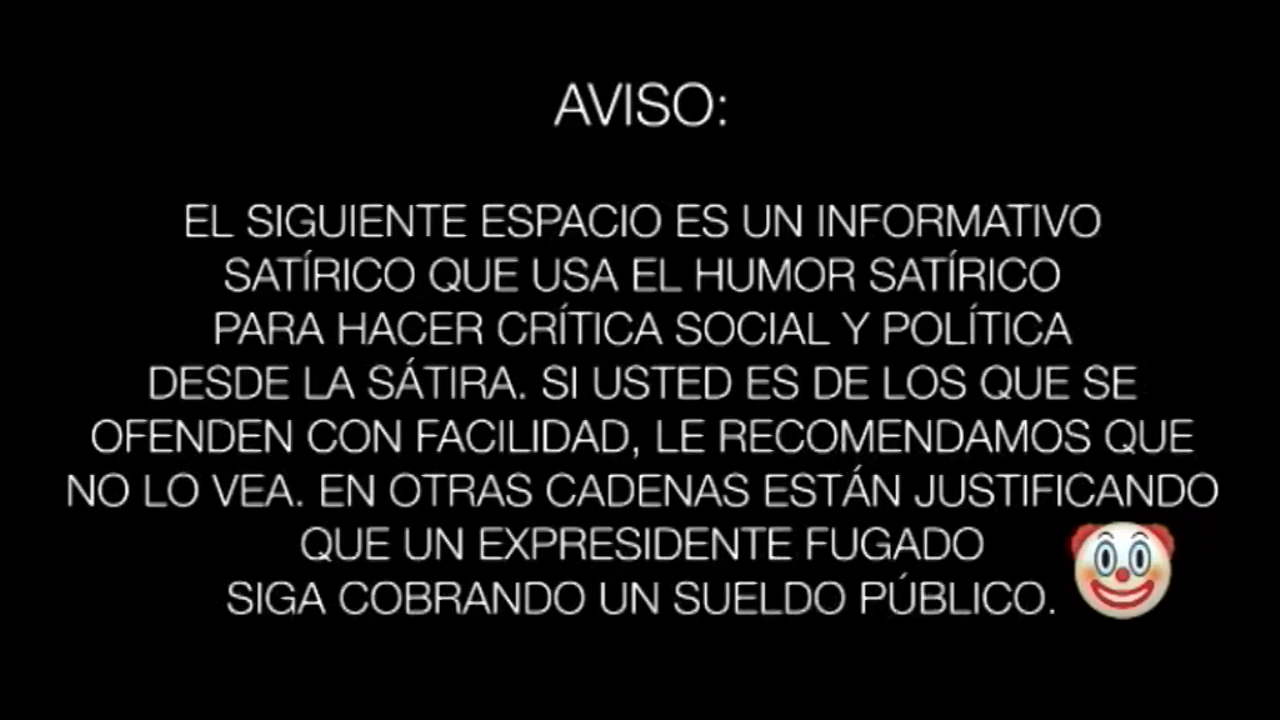 AVISO:
EL SIGUIENTE ESPACIO ES UN INFORMATIVO
SATÍRICO QUE USA EL HUMOR SATÍRICO
PARA HACER CRÍTICA SOCIAL Y POLÍTICA
DESDE LA SÁTIRA. SI USTED ES DE LOS QUE SE
OFENDEN CON FACILIDAD, LE RECOMENDAMOS QUE
NO LO VEA. EN OTRAS CADENAS ESTÁN JUSTIFICANDO
QUE UN EXPRESIDENTE FUGADO
SIGA COBRANDO UN SUELDO PÚBLICO.